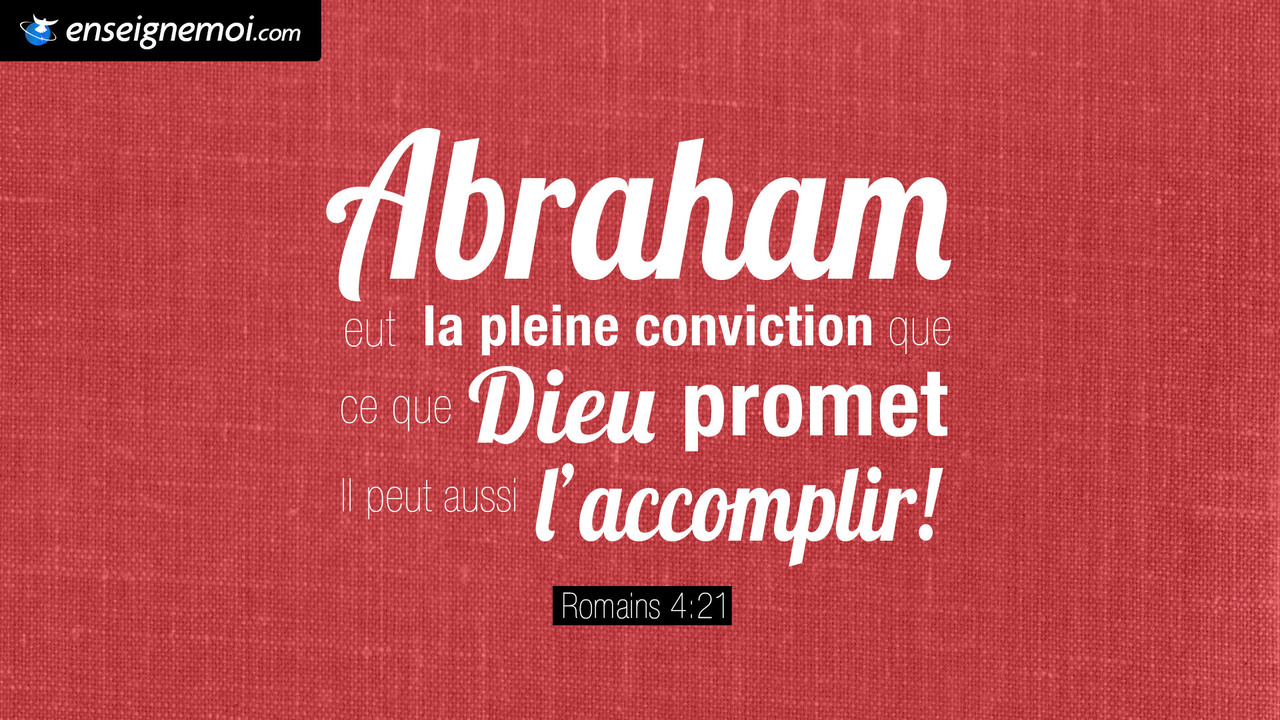 enseignemoi.com
Abraham
eut la pleine conviction que
ce que Dieu promet
Il peut aussi l'accomplir!
Romains 4:21